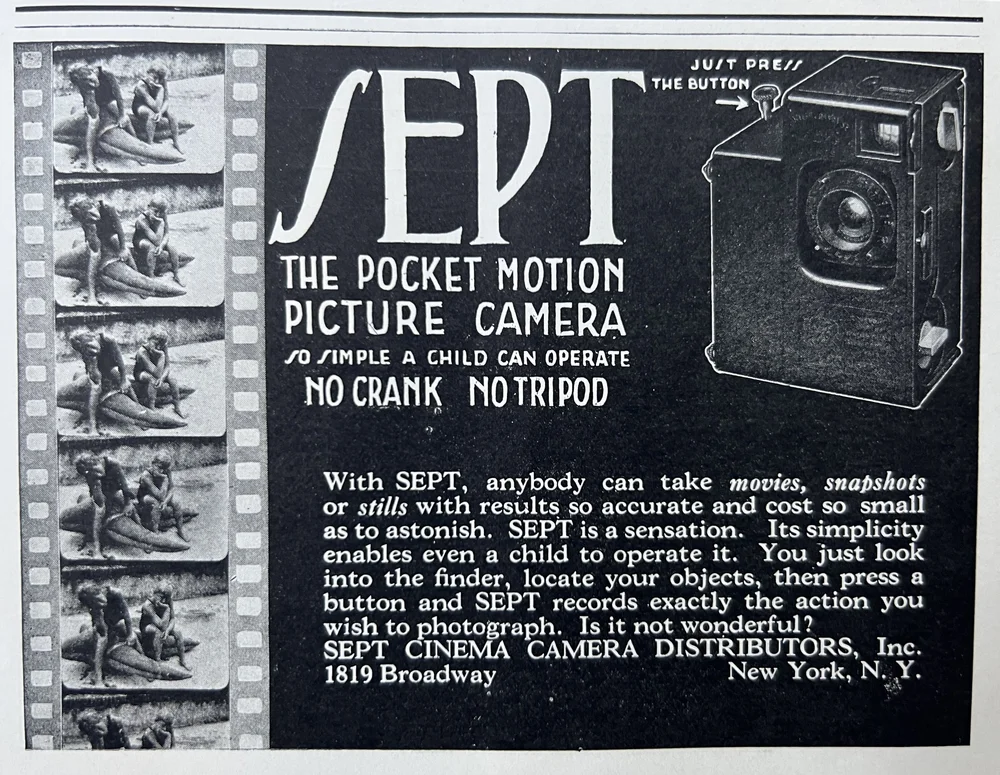 SEPT
JUST PRESS
THE BUTTON
THE POCKET MOTION
PICTURE CAMERA
SO SIMPLE A CHILD CAN OPERATE
NO CRANK NO TRIPOD
With SEPT, anybody can take movies, snapshots
or stills with results so accurate and cost so small
as to astonish. SEPT is a sensation. Its simplicity
enables even a child to operate it. You just look
into the finder, locate your objects, then press a
button and SEPT records exactly the action you
wish to photograph. Is it not wonderful?
SEPT CINEMA CAMERA DISTRIBUTORS, Inc.
1819 Broadway New York, N. Y.